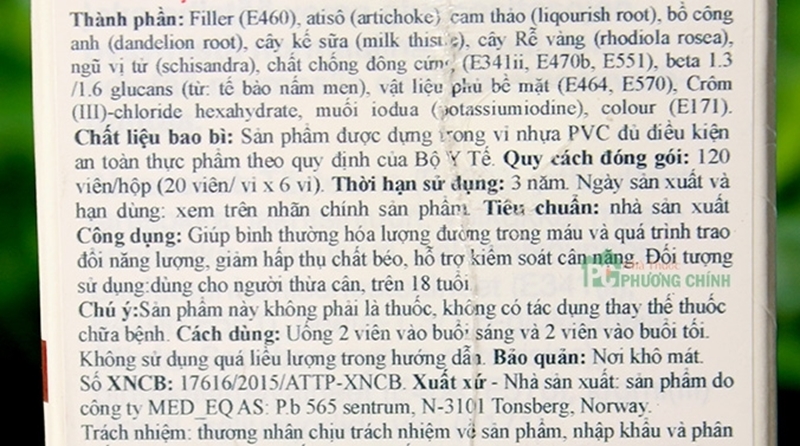 Thành phần: Filler (E460), atisô (artichoke) cam thảo (liqourish root), bồ công
anh (dandelion root), cây kế sữa (milk thistle), cây Rễ vàng (rhodiola rosea),
ngũ vị tử (schisandra), chất chống đông cứng (E341ii, E470b, E551), beta 1.3
/1.6 glucans (từ: tế bào nấm men), vật liệu phủ bề mặt (E464, E570), Crôm
(III)-chloride hexahydrate, muối iodua (potassiumiodine), colour (E171).
Chất liệu bao bì: Sản phẩm được đựng trong vỉ nhựa PVC đủ điều kiện
an toàn thực phẩm theo quy định của Bộ Y Tế. Quy cách đóng gói: 120
viên/hộp (20 viên/ vỉ x 6 vỉ). Thời hạn sử dụng: 3 năm. Ngày sản xuất và
hạn dùng: xem trên nhãn chính sản phẩm. Tiêu chuẩn: nhà sản xuất
Công dụng: Giúp bình thường hóa lượng đường trong máu và quá trình trao
đổi năng lượng, giảm hấp thụ chất béo, hỗ trợ kiểm soát cân nặng. Đối tượng
sử dụng:dùng cho người thừa cân, trên 18 tuổi
Nhà Thuốc
PHƯƠNG CHÍNH
Chú ý:Sản phẩm này không phải là thuốc, không có tác dụng thay thế thuốc
chữa bệnh. Cách dùng: Uống 2 viên vào buổi sáng và 2 viên vào buổi tối.
Không sử dụng quá liều lượng trong hướng dẫn. Bảo quản: Nơi khô mát.
Số XNCB: 17616/2015/ATTP-XNCB. Xuất xứ - Nhà sản xuất: sản phẩm do
công ty MED_EQ AS: P.b 565 sentrum, N-3101 Tonsberg, Norway.
Trách nhiệm: thương nhân chịu trách nhiệm về sản phẩm, nhập khẩu và phân